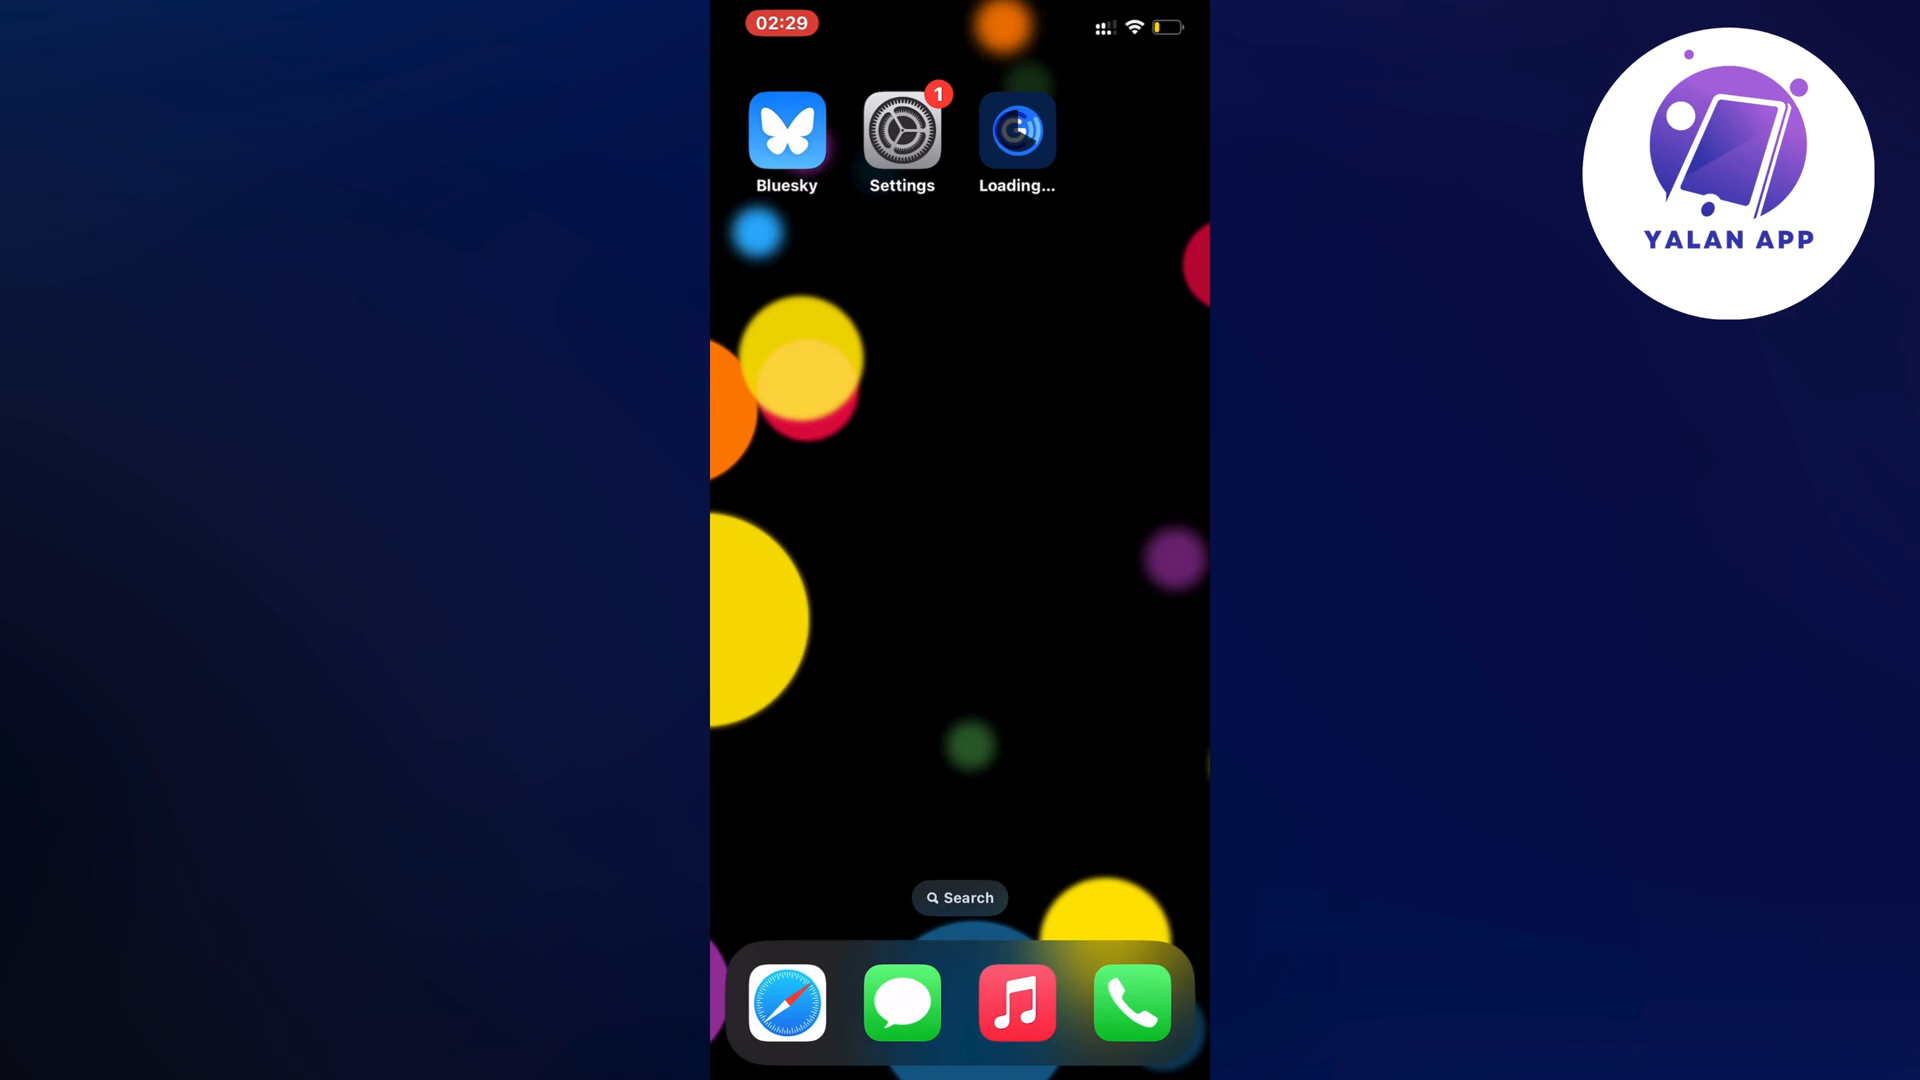 02:29
1
Bluesky
Settings
Loading...
YALAN APP
Search